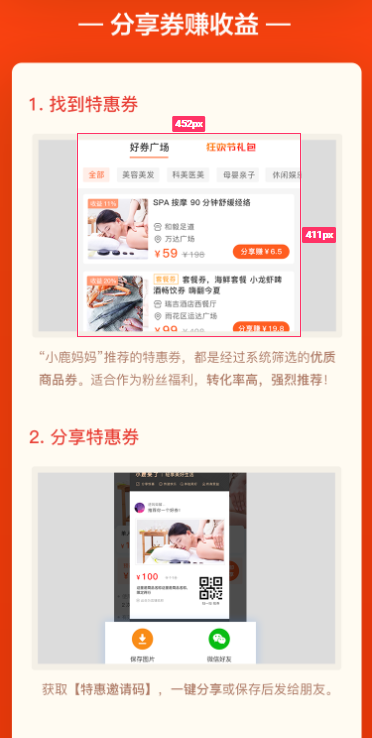 分享券赚收益
1. 找到特惠券
452px
好券广场 狂欢节礼包
全部 美容美发 科美医美 母婴亲子 休闲娱乐
收益 11%
SPA 按摩 90 分钟舒缓经络
和毅足道
万达广场
¥59 ¥198 分享赚 ¥ 6.5
411px
收益 20%
套餐券 套餐券，海鲜套餐 小龙虾啤
酒畅饮券 嗨翻今夏
瑞吉酒店西餐厅
雨花区运达广场
¥99 分享赚 ¥ 19.8
“小鹿妈妈”推荐的特惠券，都是经过系统筛选的优质
商品券。适合作为粉丝福利，转化率高，强烈推荐！
2. 分享特惠券
¥100
保存图片 微信好友
获取【特惠邀请码】，一键分享或保存后发给朋友。